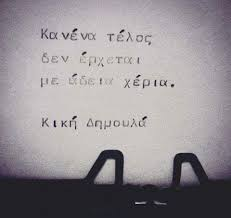 Κανένα τέλος
δεν έρχεται
με άδεια χέρια.
Κική Δημουλά